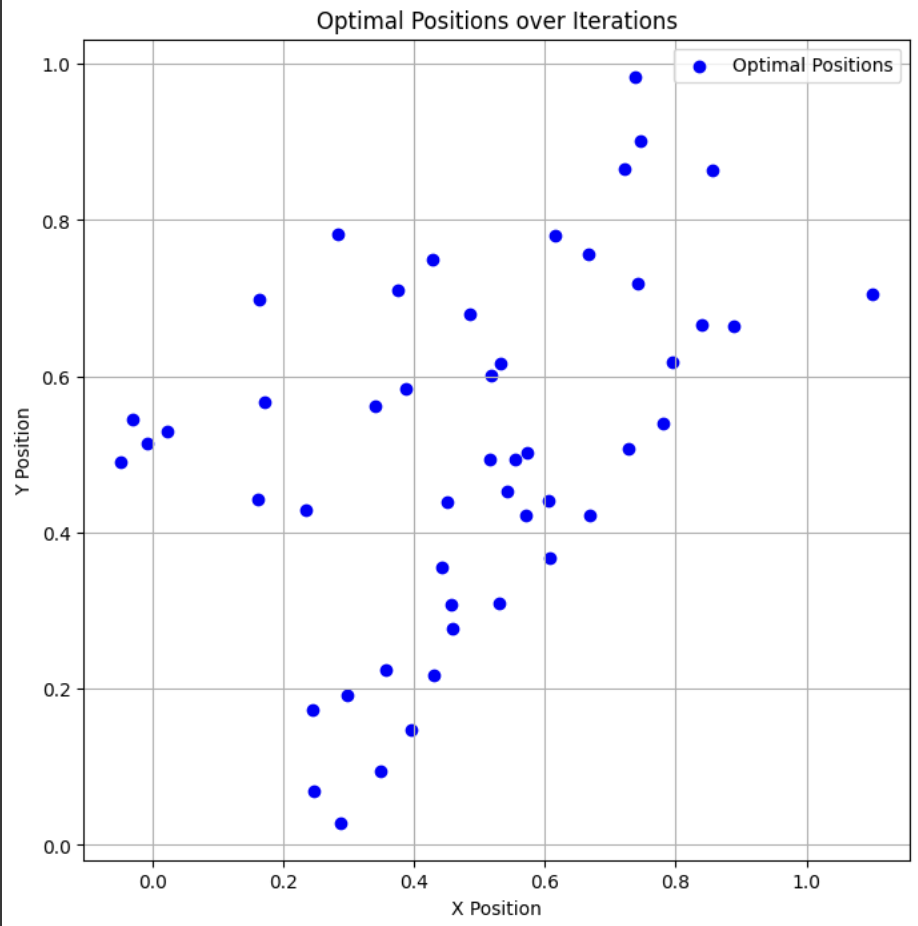 Optimal Positions over Iterations
Optimal Positions
1.0
0.8
0.6
0.4
0.2
0.0
Y Position
0.0 0.2 0.4 0.6 0.8 1.0
X Position